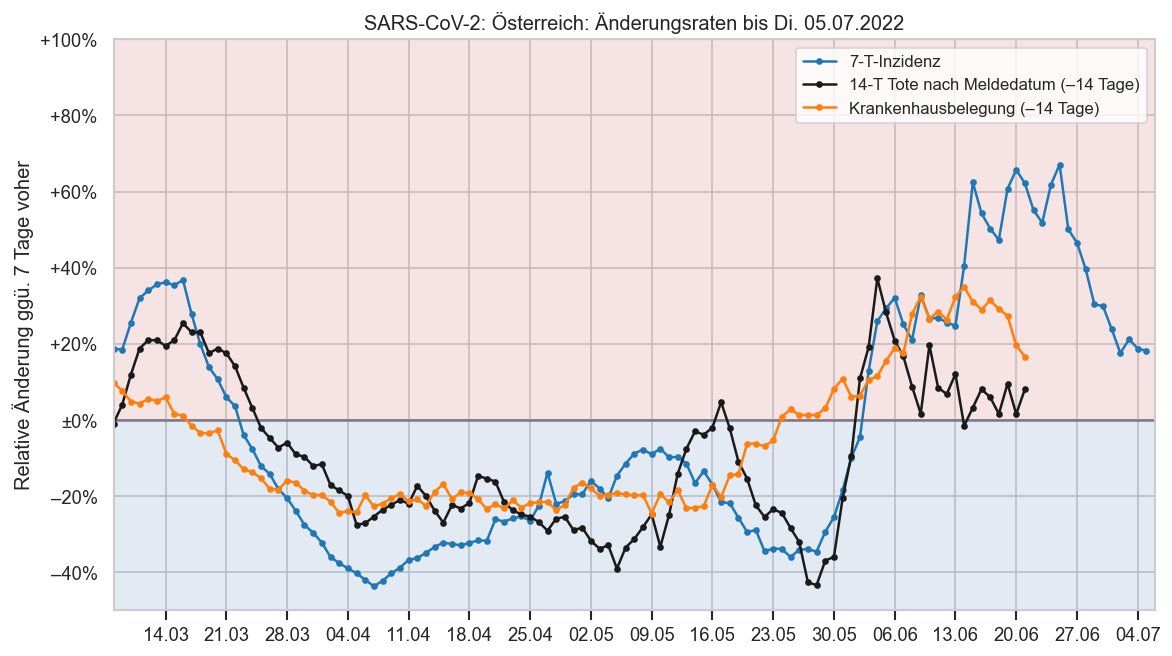 SARS-CoV-2: Österreich: Änderungsraten bis Di. 05.07.2022
+100%
+80%
+60%
+40%
+20%
±0%
–20%
–40%
Relative Änderung ggü. 7 Tage voher
7-T-Inzidenz
14-T Tote nach Meldedatum (–14 Tage)
Krankenhausbelegung (–14 Tage)
14.03 21.03 28.03 04.04 11.04 18.04 25.04 02.05 09.05 16.05 23.05 30.05 06.06 13.06 20.06 27.06 04.07